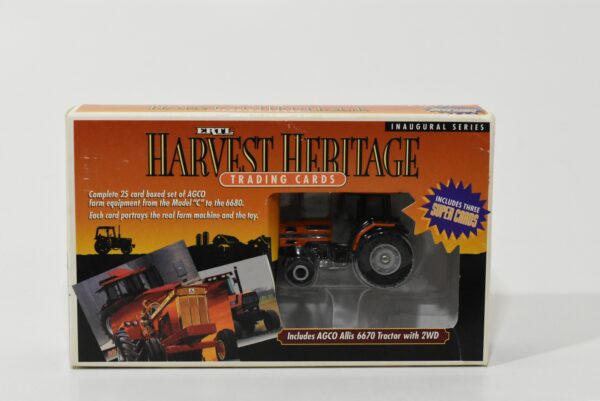 HARVEST HERITAGE
INAUGURAL SERIES
ERTL
HARVEST HERITAGE
TRADING CARDS
Complete 25 card boxed set of AGCO
farm equipment from the Model "C" to the 6680.
Each card portrays the real farm machine and the toy.
INCLUDES THREE
SUPER CARDS
Includes AGCO Allis 6670 Tractor with 2WD